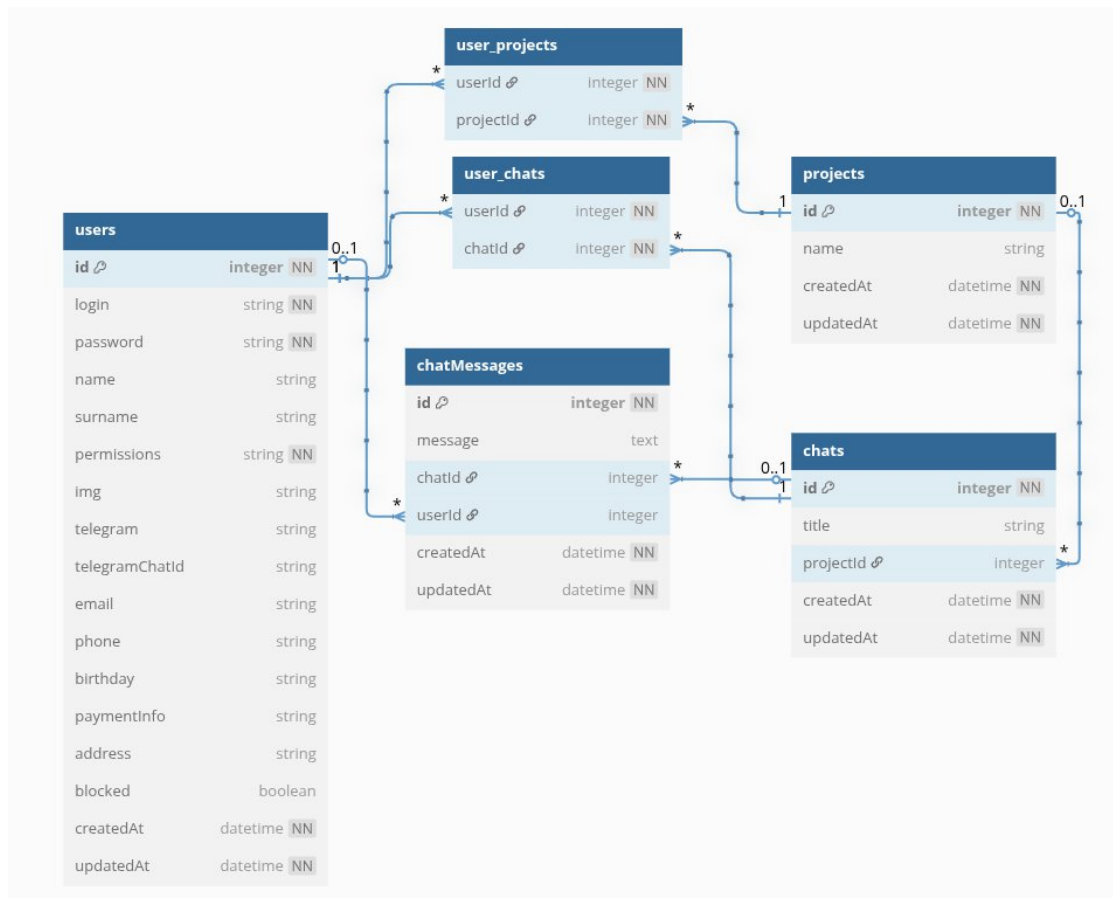 user_projects
userId integer NN
projectId integer NN
user_chats
userId integer NN
chatId integer NN
projects
id integer NN
name string
createdAt datetime NN
updatedAt datetime NN
users
id integer NN
login string NN
password string NN
name string
surname string
permissions string NN
img string
telegram string
telegramChatId string
email string
phone string
birthday string
paymentInfo string
address string
blocked boolean
createdAt datetime NN
updatedAt datetime NN
chatMessages
id integer NN
message text
chatId integer
userId integer
createdAt datetime NN
updatedAt datetime NN
chats
id integer NN
title string
projectId integer
createdAt datetime NN
updatedAt datetime NN
*
*
1
0..1
*
*
0..1
1
*
*
0..1
1
*